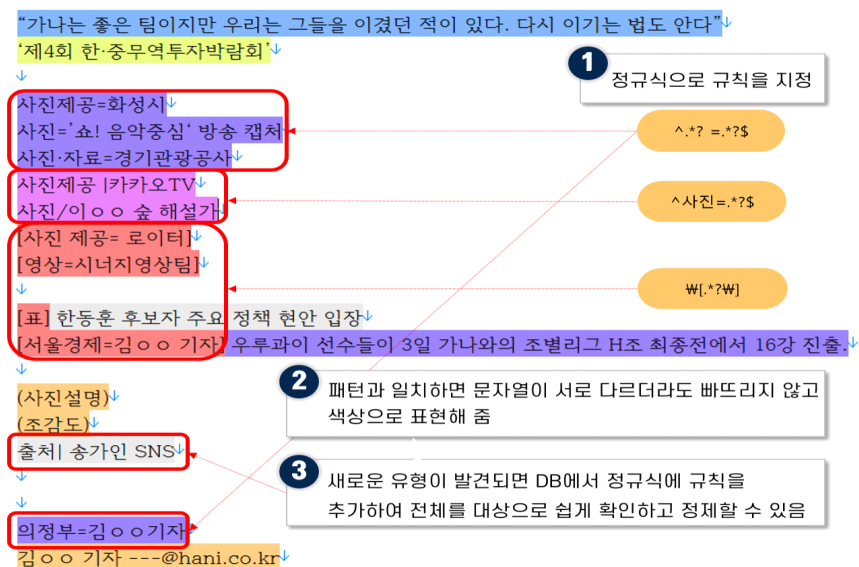 “가나는 좋은 팀이지만 우리는 그들을 이겼던 적이 있다. 다시 이기는 법도 안다”
‘제4회 한·중무역투자박람회’
사진제공=화성시
사진='쇼! 음악중심‘ 방송 캡처
사진·자료=경기관광공사
사진제공 |카카오TV
사진/이ㅇㅇ 숲 해설가
[사진 제공= 로이터]
[영상=시너지영상팀]
[표] 한동훈 후보자 주요 정책 현안 입장
[서울경제=김ㅇㅇ 기자] 우루과이 선수들이 3일 가나와의 조별리그 H조 최종전에서 16강 진출.
(사진설명)
(조감도)
출처| 송가인 SNS
의정부=김ㅇㅇ기자
김ㅇㅇ 기자 ---@hani.co.kr
1
정규식으로 규칙을 지정
^.*? =.*?$
^사진=.*?$
₩[.*?₩]
2
패턴과 일치하면 문자열이 서로 다르더라도 빠뜨리지 않고
색상으로 표현해 줌
3
새로운 유형이 발견되면 DB에서 정규식에 규칙을
추가하여 전체를 대상으로 쉽게 확인하고 정제할 수 있음